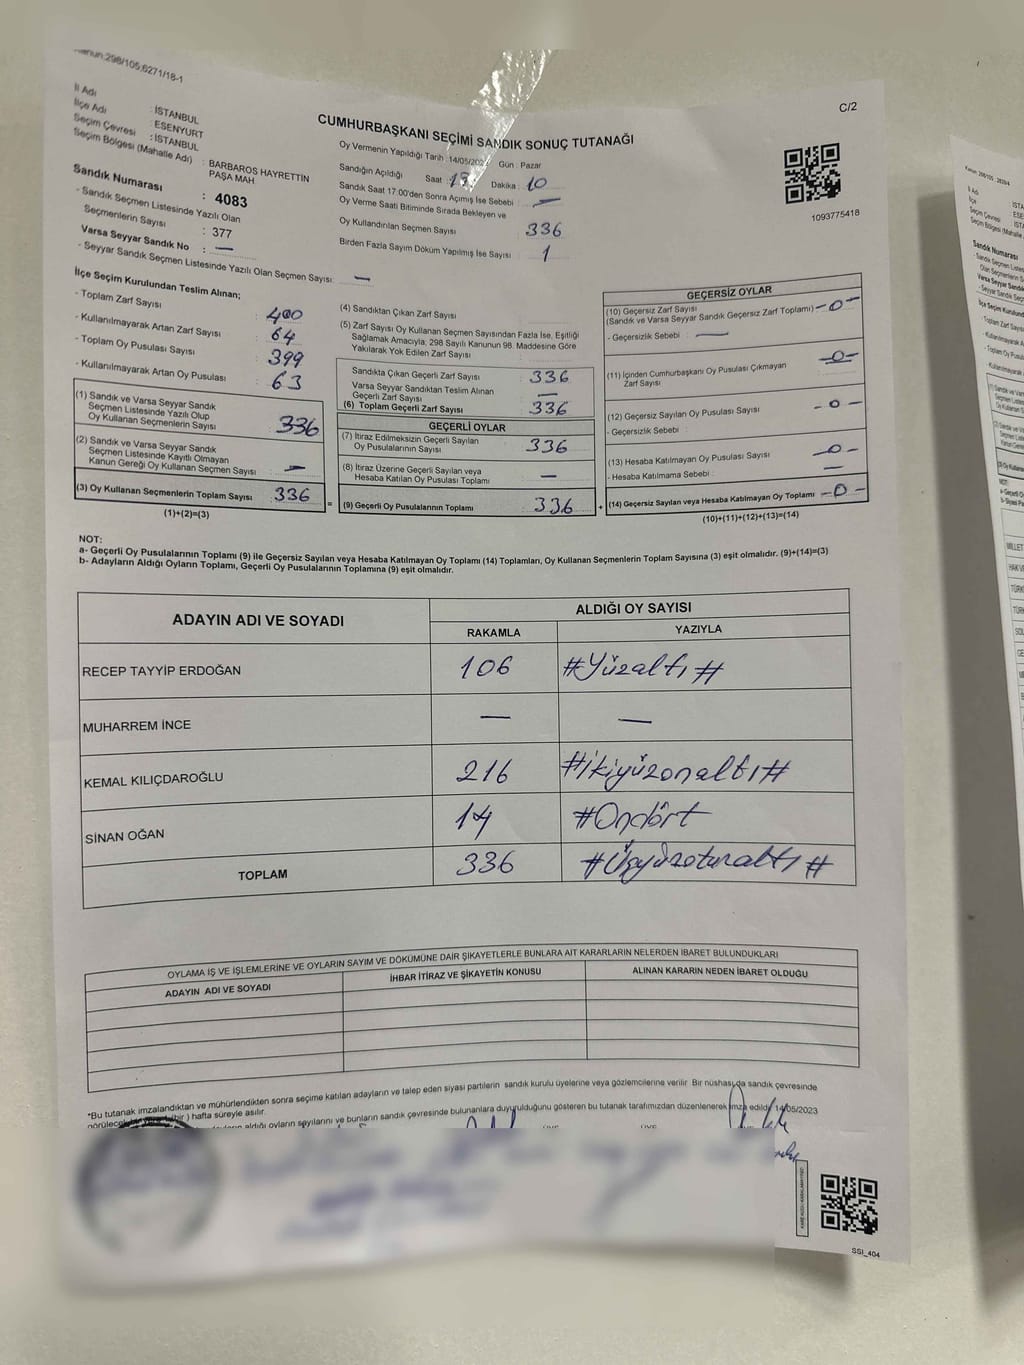 Kanun:298/105;6271/18-1
C/2
İl Adı : İSTANBUL
İlçe Adı : ESENYURT
Seçim Çevresi : İSTANBUL
Seçim Bölgesi (Mahalle Adı) : BARBAROS HAYRETTİN PAŞA MAH
Sandık Numarası : 4083
- Sandık Seçmen Listesinde Yazılı Olan
Seçmenlerin Sayısı : 377
Varsa Seyyar Sandık No : —
- Seyyar Sandık Seçmen Listesinde Yazılı Olan Seçmen Sayısı: —
CUMHURBAŞKANI SEÇİMİ SANDIK SONUÇ TUTANAĞI
Oy Vermenin Yapıldığı Tarih : 14/05/202 Gün : Pazar
Sandığın Açıldığı Saat : Dakika : 10
Sandık Saat 17:00'den Sonra Açımış İse Sebebi : —
Oy Verme Saati Bitiminde Sırada Bekleyen ve
Oy Kullandırılan Seçmen Sayısı : 336
Birden Fazla Sayım Döküm Yapılmış İse Sayısı : 1
1093775418
İlçe Seçim Kurulundan Teslim Alınan;
- Toplam Zarf Sayısı : 400
- Kullanılmayarak Artan Zarf Sayısı : 64
- Toplam Oy Pusulası Sayısı : 399
- Kullanılmayarak Artan Oy Pusulası : 63
(1) Sandık ve Varsa Seyyar Sandık
Seçmen Listesinde Yazılı Olup
Oy Kullanan Seçmenlerin Sayısı : 336
(2) Sandık ve Varsa Seyyar Sandık
Seçmen Listesinde Kayıtlı Olmayan
Kanun Gereği Oy Kullanan Seçmen Sayısı : —
(3) Oy Kullanan Seçmenlerin Toplam Sayısı : 336 =
(1)+(2)=(3)
(4) Sandıktan Çıkan Zarf Sayısı :
(5) Zarf Sayısı Oy Kullanan Seçmen Sayısından Fazla İse, Eşitliği
Sağlamak Amacıyla; 298 Sayılı Kanunun 98. Maddesine Göre
Yakılarak Yok Edilen Zarf Sayısı :
Sandıkta Çıkan Geçerli Zarf Sayısı : 336
Varsa Seyyar Sandıktan Teslim Alınan
Geçerli Zarf Sayısı : —
(6) Toplam Geçerli Zarf Sayısı : 336
GEÇERLİ OYLAR
(7) İtiraz Edilmeksizin Geçerli Sayılan
Oy Pusulalarının Sayısı : 336
(8) İtiraz Üzerine Geçerli Sayılan veya
Hesaba Katılan Oy Pusulası Toplamı : —
(9) Geçerli Oy Pusulalarının Toplamı : 336 +
GEÇERSİZ OYLAR
(10) Geçersiz Zarf Sayısı
(Sandık ve Varsa Seyyar Sandık Geçersiz Zarf Toplamı) : —0—
- Geçersizlik Sebebi : —
(11) İçinden Cumhurbaşkanı Oy Pusulası Çıkmayan
Zarf Sayısı : —0—
(12) Geçersiz Sayılan Oy Pusulası Sayısı : —0—
- Geçersizlik Sebebi :
(13) Hesaba Katılmayan Oy Pusulası Sayısı : —0—
- Hesaba Katılmama Sebebi : —
(14) Geçersiz Sayılan veya Hesaba Katılmayan Oy Toplamı : —0—
(10)+(11)+(12)+(13)=(14)
NOT:
a- Geçerli Oy Pusulalarının Toplamı (9) ile Geçersiz Sayılan veya Hesaba Katılmayan Oy Toplamı (14) Toplamları, Oy Kullanan Seçmenlerin Toplam Sayısına (3) eşit olmalıdır. (9)+(14)=(3)
b- Adayların Aldığı Oyların Toplamı, Geçerli Oy Pusulalarının Toplamına (9) eşit olmalıdır.
ADAYIN ADI VE SOYADI
ALDIĞI OY SAYISI
RAKAMLA YAZIYLA
RECEP TAYYİP ERDOĞAN 106 #Yüzaltı#
MUHARREM İNCE — —
KEMAL KILIÇDAROĞLU 216 #ikiyüzonaltı#
SİNAN OĞAN 14 #Ondört
TOPLAM 336 #Üçyüzotuzaltı#
OYLAMA İŞ VE İŞLEMLERİNE VE OYLARIN SAYIM VE DÖKÜMÜNE DAİR ŞİKAYETLERLE BUNLARA AİT KARARLARIN NELERDEN İBARET BULUNDUKLARI
ADAYIN ADI VE SOYADI İHBAR İTİRAZ VE ŞİKAYETİN KONUSU ALINAN KARARIN NEDEN İBARET OLDUĞU
*Bu tutanak imzalandıktan ve mühürlendikten sonra seçime katılan adayların ve talep eden siyasi partilerin sandık kurulu üyelerine veya gözlemcilerine verilir. Bir nüshası da sandık çevresinde
görülecek bir yere (bir) hafta süreyle asılır.
aldığı oyların sayılarını ve bunların sandık çevresinde bulunanlara duyurulduğunu gösteren bu tutanak tarafımızdan düzenlenerek imza edildi. 14/05/2023
SSI_404